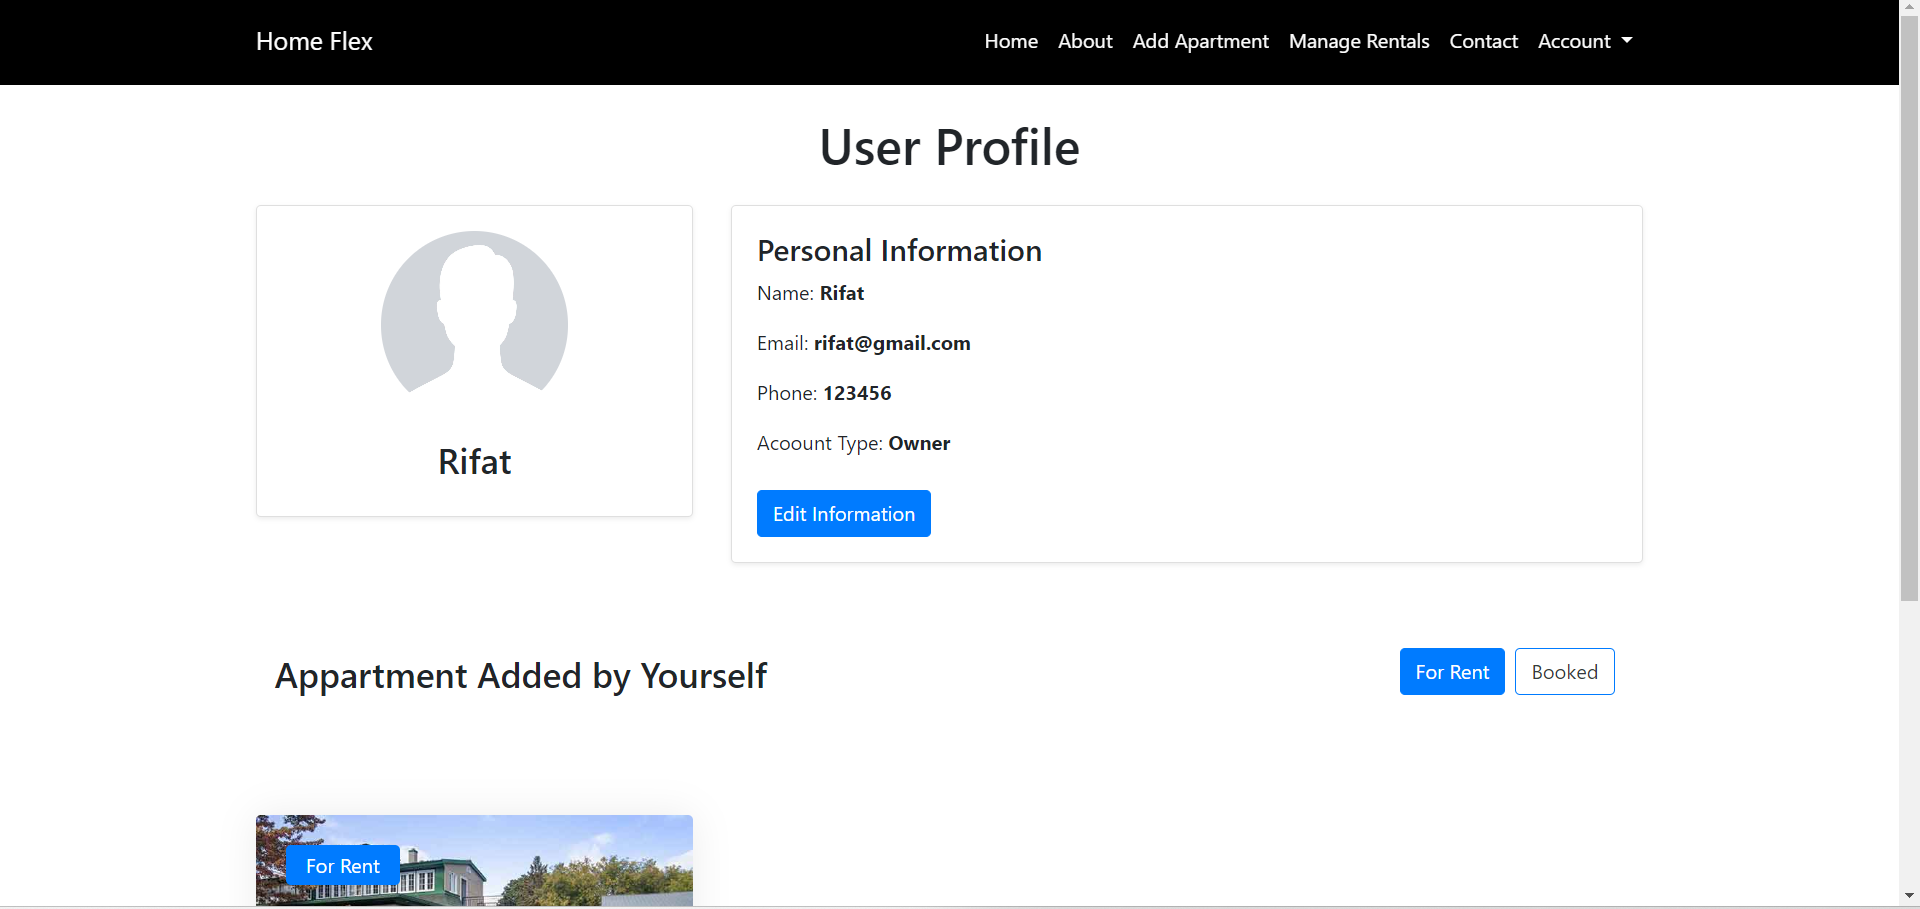 Home Flex
Home About Add Apartment Manage Rentals Contact Account
User Profile
Rifat
Personal Information
Name: Rifat
Email: rifat@gmail.com
Phone: 123456
Acoount Type: Owner
Edit Information
Appartment Added by Yourself
For Rent Booked
For Rent